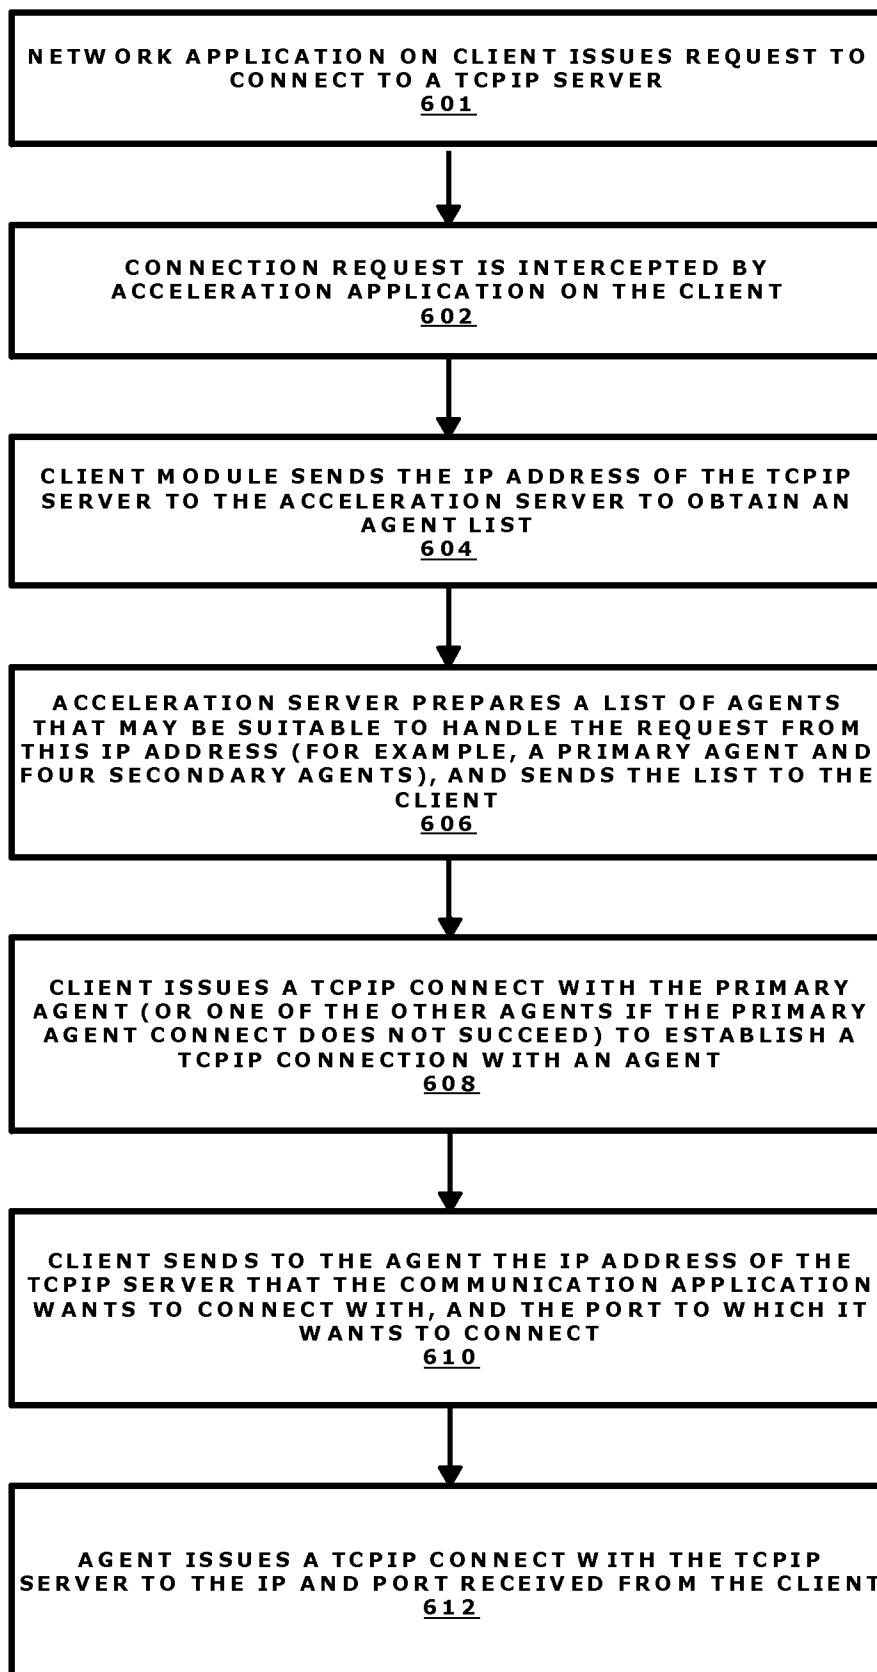 NETWORK APPLICATION ON CLIENT ISSUES REQUEST TO
CONNECT TO A TCPIP SERVER
601
CONNECTION REQUEST IS INTERCEPTED BY
ACCELERATION APPLICATION ON THE CLIENT
602
CLIENT MODULE SENDS THE IP ADDRESS OF THE TCPIP
SERVER TO THE ACCELERATION SERVER TO OBTAIN AN
AGENT LIST
604
ACCELERATION SERVER PREPARES A LIST OF AGENTS
THAT MAY BE SUITABLE TO HANDLE THE REQUEST FROM
THIS IP ADDRESS (FOR EXAMPLE, A PRIMARY AGENT AND
FOUR SECONDARY AGENTS), AND SENDS THE LIST TO THE
CLIENT
606
CLIENT ISSUES A TCPIP CONNECT WITH THE PRIMARY
AGENT (OR ONE OF THE OTHER AGENTS IF THE PRIMARY
AGENT CONNECT DOES NOT SUCCEED) TO ESTABLISH A
TCPIP CONNECTION WITH AN AGENT
608
CLIENT SENDS TO THE AGENT THE IP ADDRESS OF THE
TCPIP SERVER THAT THE COMMUNICATION APPLICATION
WANTS TO CONNECT WITH, AND THE PORT TO WHICH IT
WANTS TO CONNECT
610
AGENT ISSUES A TCPIP CONNECT WITH THE TCPIP
SERVER TO THE IP AND PORT RECEIVED FROM THE CLIENT
612